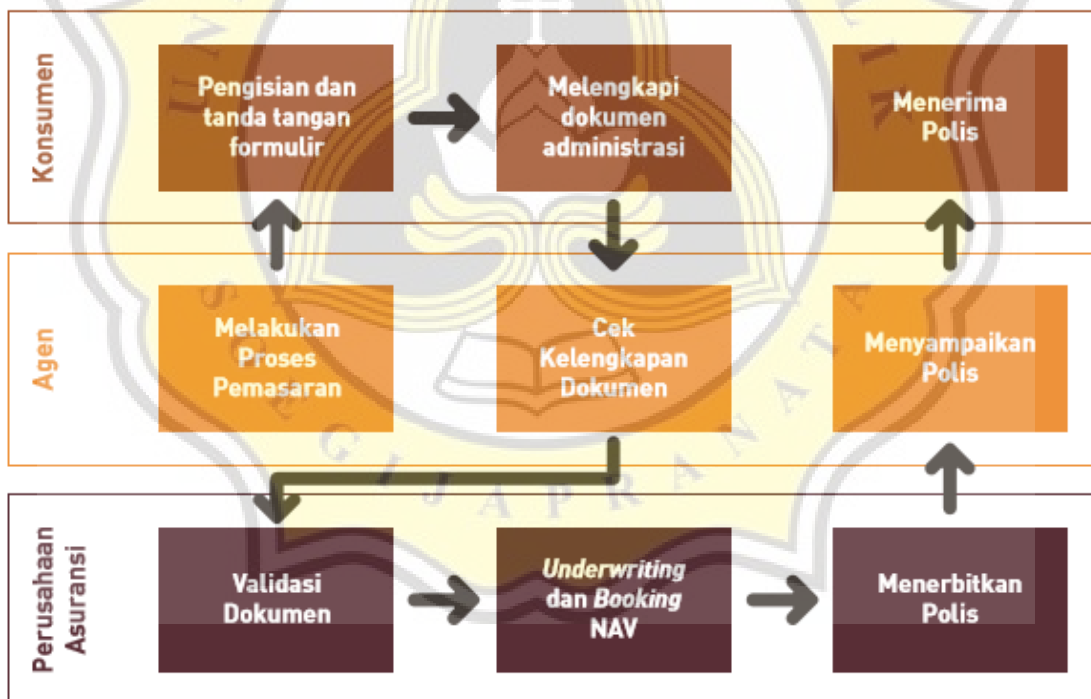 Konsumen
Pengisian dan
tanda tangan
formulir
Melengkapi
dokumen
administrasi
Menerima
Polis
Agen
Melakukan
Proses
Pemasaran
Cek
Kelengkapan
Dokumen
Menyampaikan
Polis
Perusahaan
Asuransi
Validasi
Dokumen
Underwriting
dan Booking
NAV
Menerbitkan
Polis
SOEGIJAPRANATA